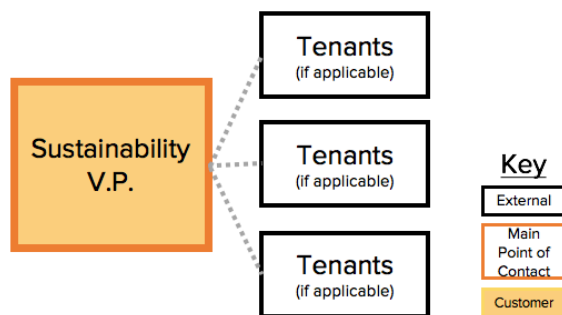 Tenants
(if applicable)
Sustainability
V.P.
Tenants
(if applicable)
Tenants
(if applicable)
Key
External
Main
Point of
Contact
Customer